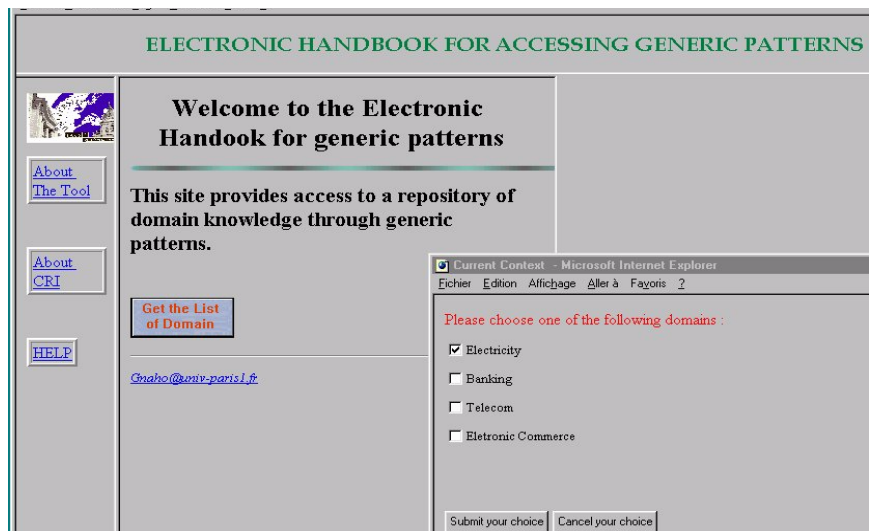 ELECTRONIC HANDBOOK FOR ACCESSING GENERIC PATTERNS
About
The Tool
About
CRI
HELP
Welcome to the Electronic
Handook for generic patterns
This site provides access to a repository of
domain knowledge through generic
patterns.
Get the List
of Domain
Gnaho@univ-paris1.fr
Current Context - Microsoft Internet Explorer
Fichier Edition Affichage Aller à Favoris ?
Please choose one of the following domains :
Electricity
Banking
Telecom
Eletronic Commerce
Submit your choice Cancel your choice